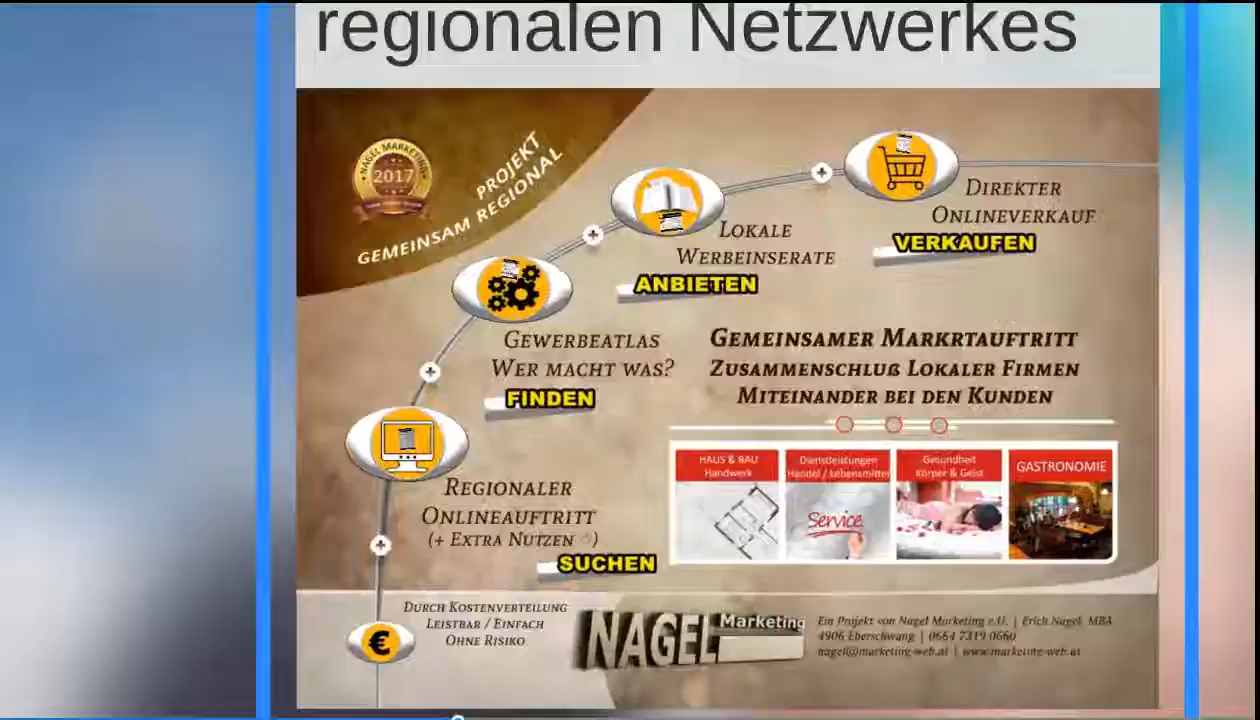 regionalen Netzwerkes
NAGEL MARKETING
2017
PROJEKT
GEMEINSAM REGIONAL
DIREKTER
ONLINEVERKAUF
VERKAUFEN
LOKALE
WERBEINSERATE
ANBIETEN
GEWERBEATLAS
WER MACHT WAS?
FINDEN
GEMEINSAMER MARKRTAUFTRITT
ZUSAMMENSCHLUß LOKALER FIRMEN
MITEINANDER BEI DEN KUNDEN
HAUS & BAU
Handwerk
Dienstleistungen
Handel / Lebensmittel
Service
Gesundheit
Körper & Geist
GASTRONOMIE
REGIONALER
ONLINEAUFTRITT
(+ EXTRA NUTZEN )
SUCHEN
DURCH KOSTENVERTEILUNG
LEISTBAR / EINFACH
OHNE RISIKO
€
NAGEL Marketing
Ein Projekt von Nagel Marketing e.U. | Erich Nagel, MBA
4906 Eberschwang | 0664 7319 0660
nagel@marketing-web.at | www.marketing-web.at